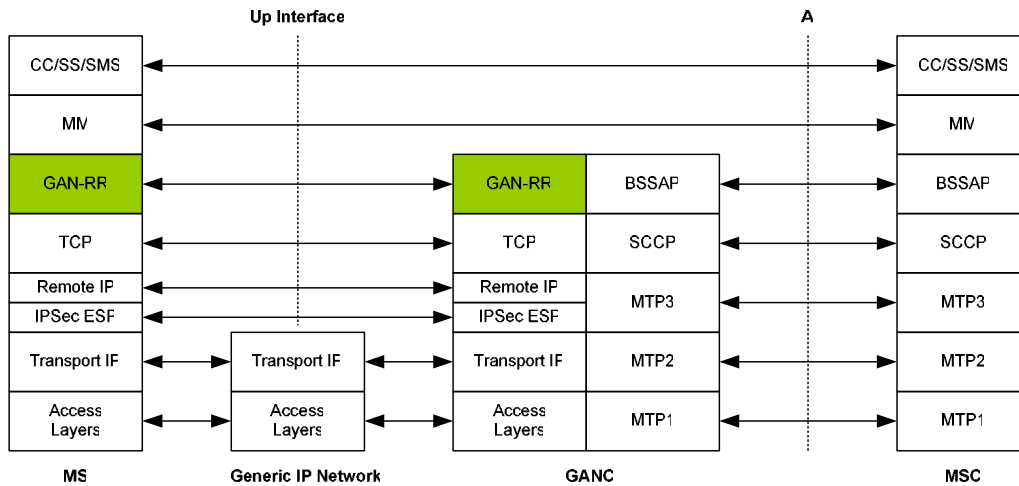 Up Interface
A
CC/SS/SMS
CC/SS/SMS
MM
MM
GAN-RR
GAN-RR
BSSAP
BSSAP
TCP
TCP
SCCP
SCCP
Remote IP
Remote IP
MTP3
MTP3
IPSec ESP
IPSec ESP
Transport IP
Transport IP
Transport IP
MTP2
MTP2
Access
Layers
Access
Layers
Access
Layers
MTP1
MTP1
MS
Generic IP Network
GANC
MSC